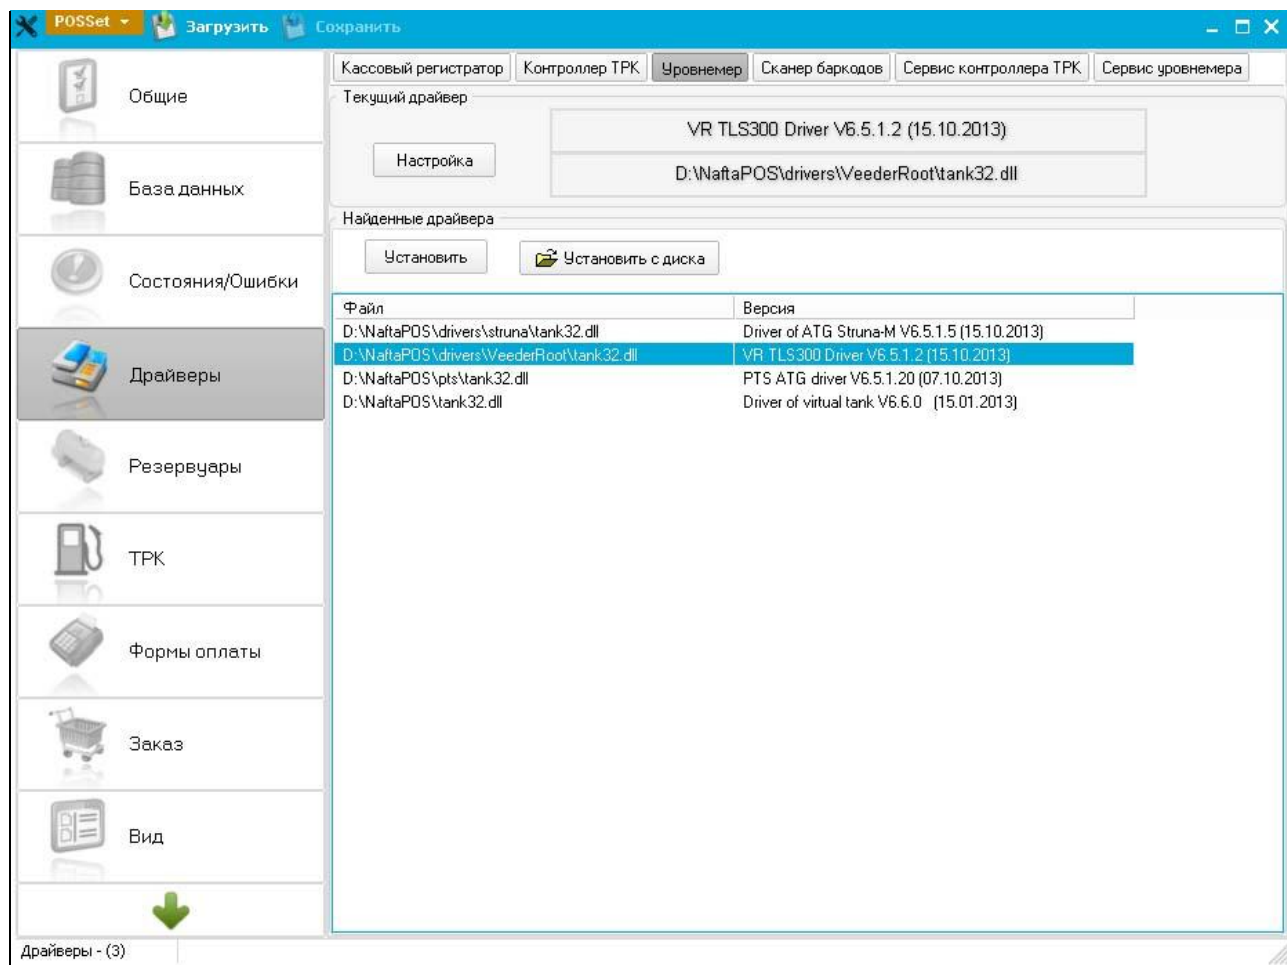 POSSet Загрузить Сохранить
Кассовый регистратор Контроллер ТРК Уровнемер Сканер баркодов Сервис контроллера ТРК Сервис уровнемера
Общие
База данных
Состояния/Ошибки
Драйверы
Резервуары
ТРК
Формы оплаты
Заказ
Вид
Текущий драйвер
Настройка
VR TLS300 Driver V6.5.1.2 (15.10.2013)
D:\NaftaPOS\drivers\VeederRoot\tank32.dll
Найденные драйвера
Установить Установить с диска
Файл Версия
D:\NaftaPOS\drivers\struna\tank32.dll Driver of ATG Struna-M V6.5.1.5 (15.10.2013)
D:\NaftaPOS\drivers\VeederRoot\tank32.dll VR TLS300 Driver V6.5.1.2 (15.10.2013)
D:\NaftaPOS\pts\tank32.dll PTS ATG driver V6.5.1.20 (07.10.2013)
D:\NaftaPOS\tank32.dll Driver of virtual tank V6.6.0 (15.01.2013)
Драйверы - (3)